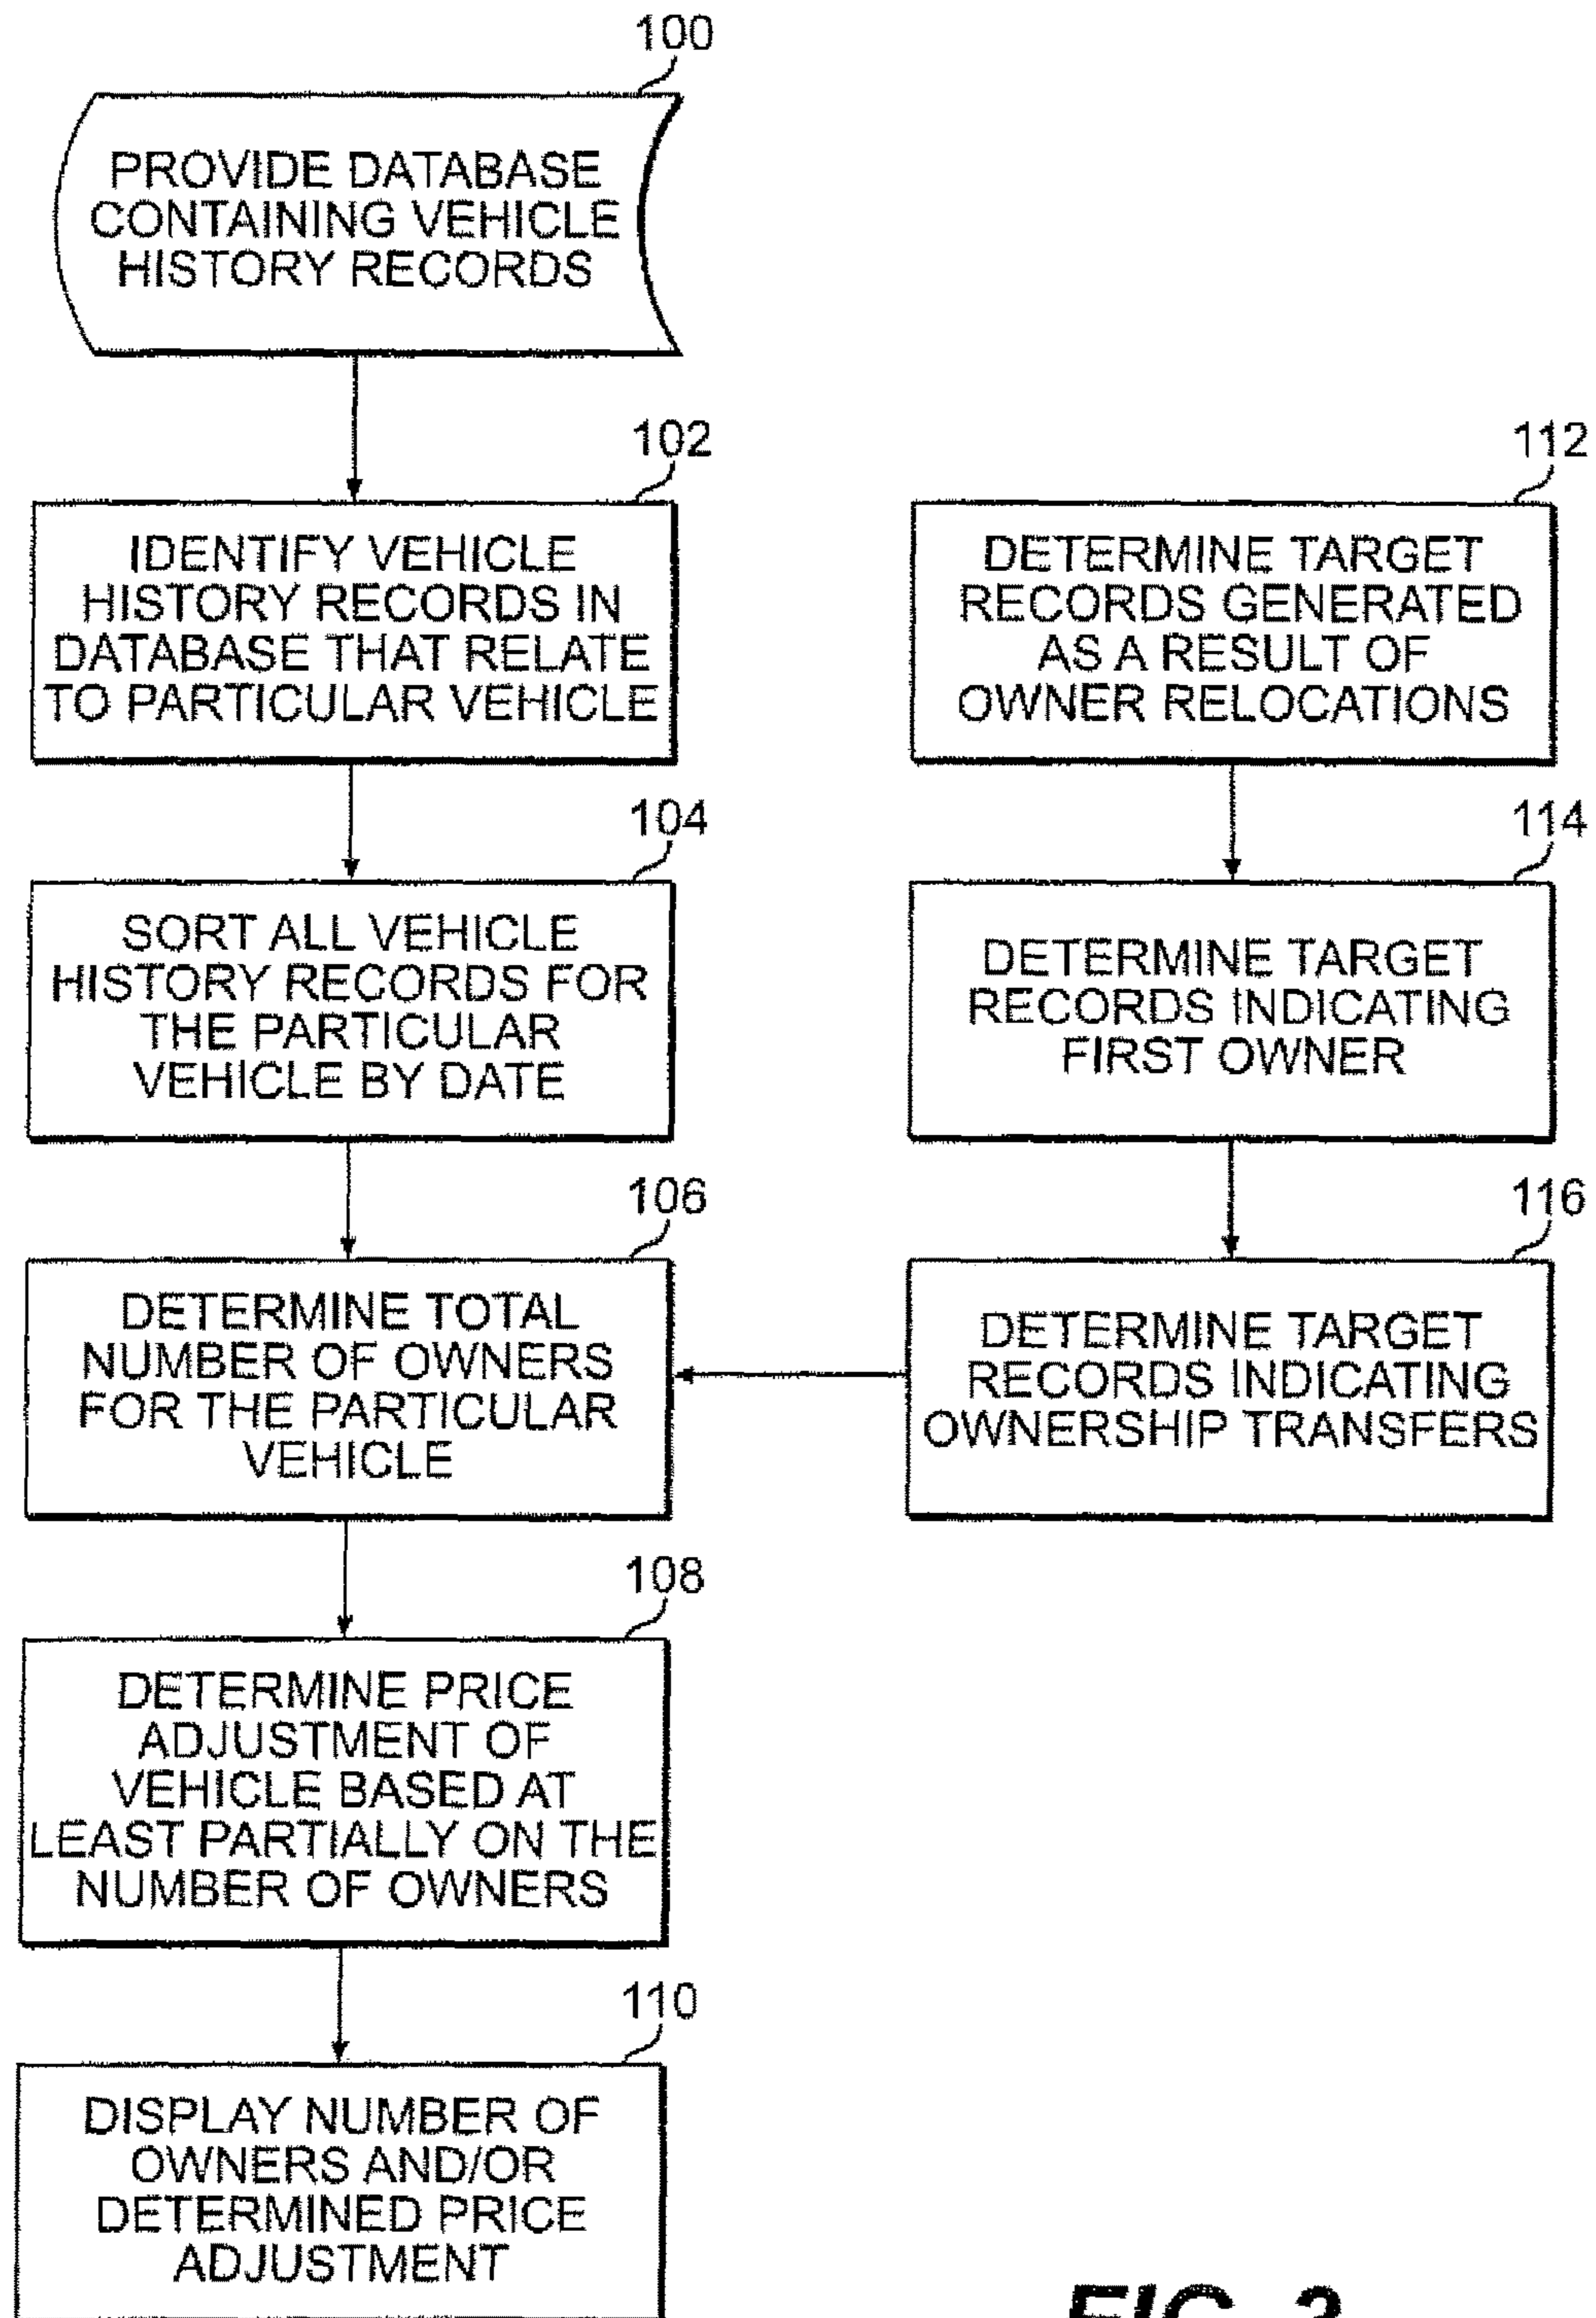 100
PROVIDE DATABASE
CONTAINING VEHICLE
HISTORY RECORDS
102
IDENTIFY VEHICLE
HISTORY RECORDS IN
DATABASE THAT RELATE
TO PARTICULAR VEHICLE
104
SORT ALL VEHICLE
HISTORY RECORDS FOR
THE PARTICULAR
VEHICLE BY DATE
106
DETERMINE TOTAL
NUMBER OF OWNERS
FOR THE PARTICULAR
VEHICLE
108
DETERMINE PRICE
ADJUSTMENT OF
VEHICLE BASED AT
LEAST PARTIALLY ON THE
NUMBER OF OWNERS
110
DISPLAY NUMBER OF
OWNERS AND/OR
DETERMINED PRICE
ADJUSTMENT
112
DETERMINE TARGET
RECORDS GENERATED
AS A RESULT OF
OWNER RELOCATIONS
114
DETERMINE TARGET
RECORDS INDICATING
FIRST OWNER
116
DETERMINE TARGET
RECORDS INDICATING
OWNERSHIP TRANSFERS